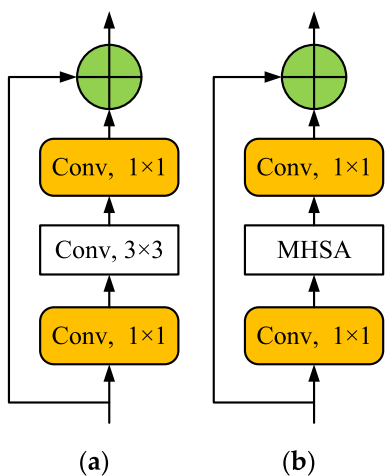 Conv, 1×1
Conv, 3×3
Conv, 1×1
(a)
Conv, 1×1
MHSA
Conv, 1×1
(b)